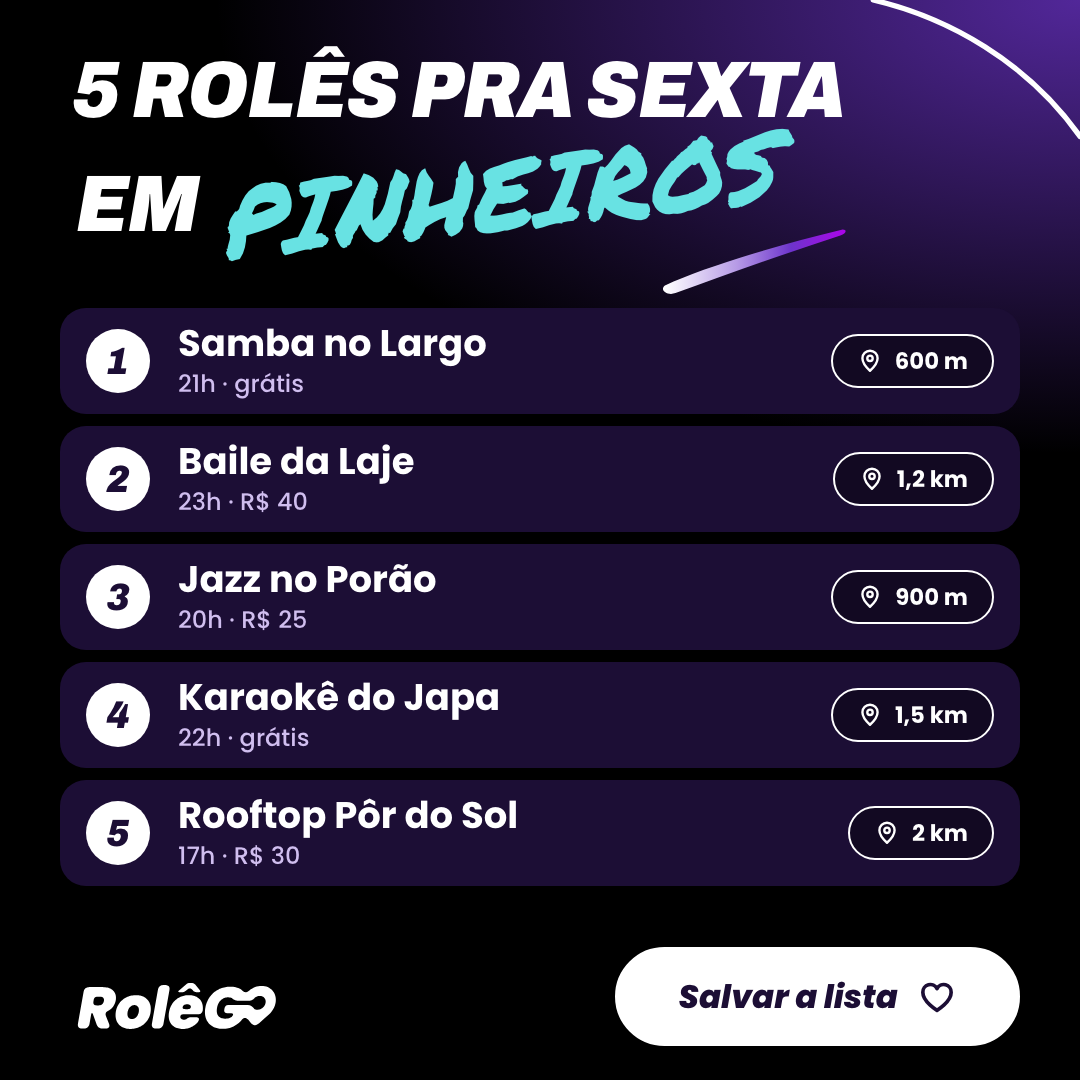 5 ROLÊS PRA SEXTA
EM PINHEIROS
1 Samba no Largo 600 m
21h · grátis
2 Baile da Laje 1,2 km
23h · R$ 40
3 Jazz no Porão 900 m
20h · R$ 25
4 Karaokê do Japa 1,5 km
22h · grátis
5 Rooftop Pôr do Sol 2 km
17h · R$ 30
RolêGO Salvar a lista